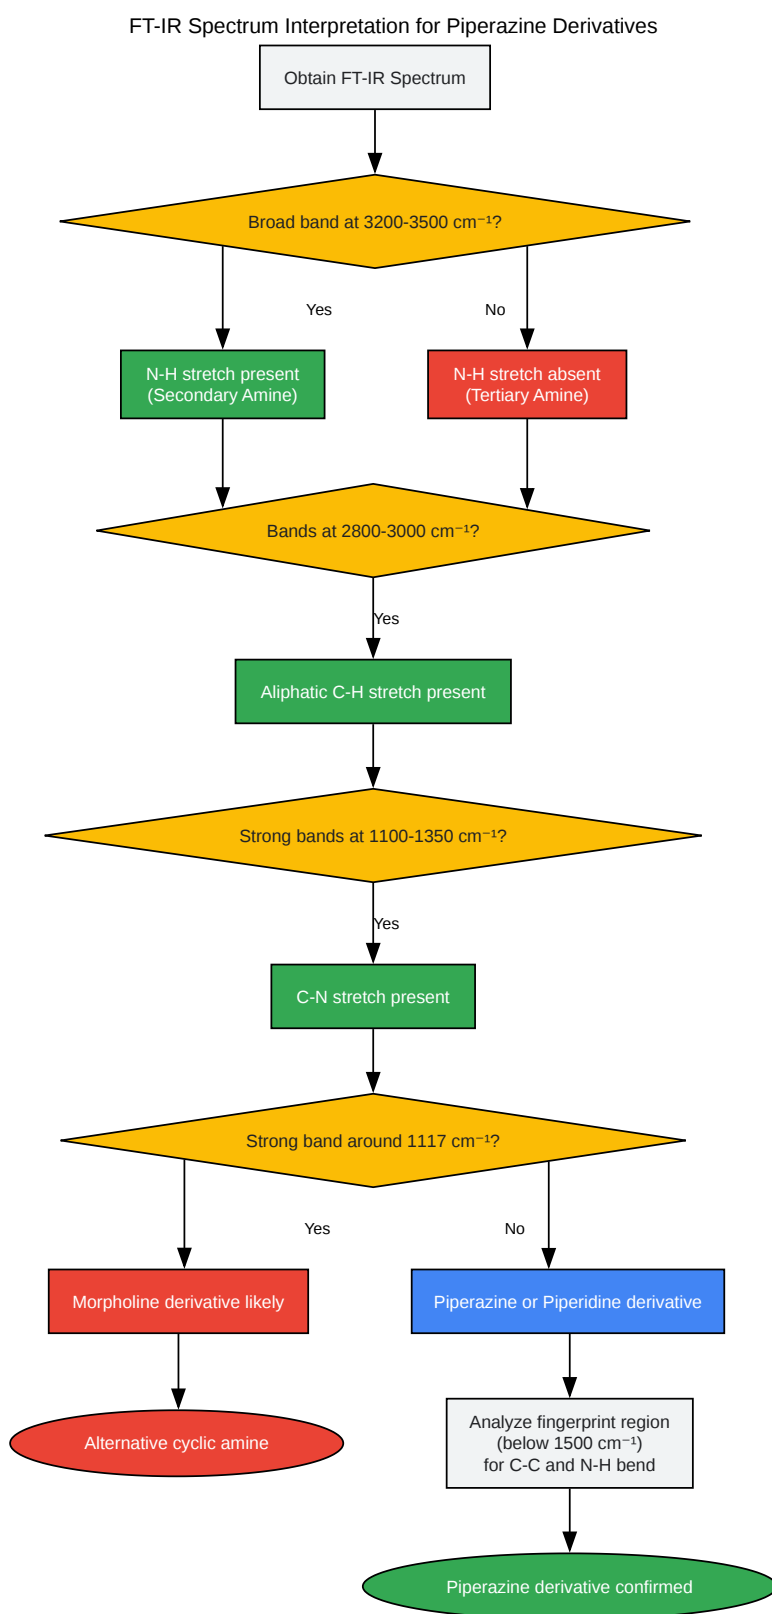 FT-IR Spectrum Interpretation for Piperazine Derivatives
Obtain FT-IR Spectrum
Broad band at 3200-3500 cm⁻¹?
Yes
No
N-H stretch present
(Secondary Amine)
N-H stretch absent
(Tertiary Amine)
Bands at 2800-3000 cm⁻¹?
Yes
Aliphatic C-H stretch present
Strong bands at 1100-1350 cm⁻¹?
Yes
C-N stretch present
Strong band around 1117 cm⁻¹?
Yes
No
Morpholine derivative likely
Piperazine or Piperidine derivative
Alternative cyclic amine
Analyze fingerprint region
(below 1500 cm⁻¹)
for C-C and N-H bend
Piperazine derivative confirmed